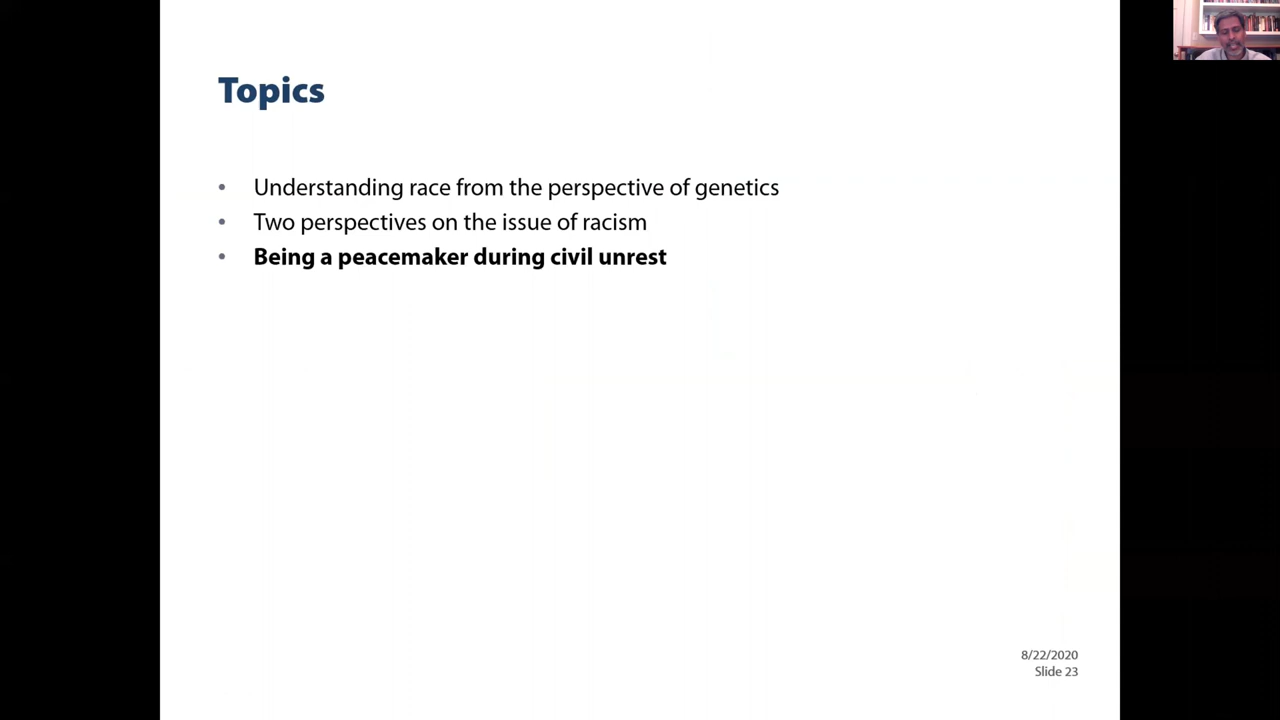 Topics
• Understanding race from the perspective of genetics
• Two perspectives on the issue of racism
• Being a peacemaker during civil unrest
8/22/2020
Slide 23